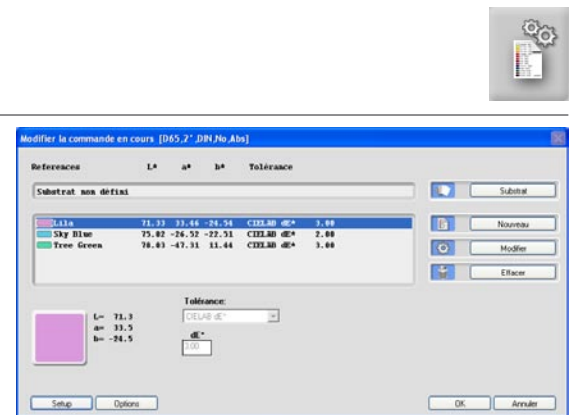 Modifier la commande en cours [D65,2°,DIN,No,Abs]
References L* a* b* Tolérance
Substrat non défini
Substrat
Lila 71.33 33.46 -24.54 CIELAB dE* 3.00
Sky Blue 75.02 -26.52 -22.51 CIELAB dE* 2.00
Tree Green 78.03 -47.31 11.44 CIELAB dE* 3.00
Nouveau
Modifier
Effacer
L= 71.3
a= 33.5
b= -24.5
Tolérance:
CIELAB dE*
dE*
3.00
Setup Options OK Annuler